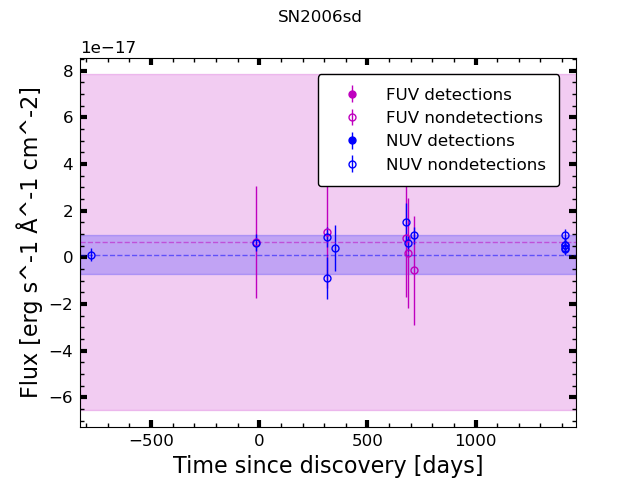 SN2006sd
1e−17
8
6
4
2
0
−2
−4
−6
Flux [erg s^-1 Å^-1 cm^-2]
FUV detections
FUV nondetections
NUV detections
NUV nondetections
−500 0 500 1000
Time since discovery [days]